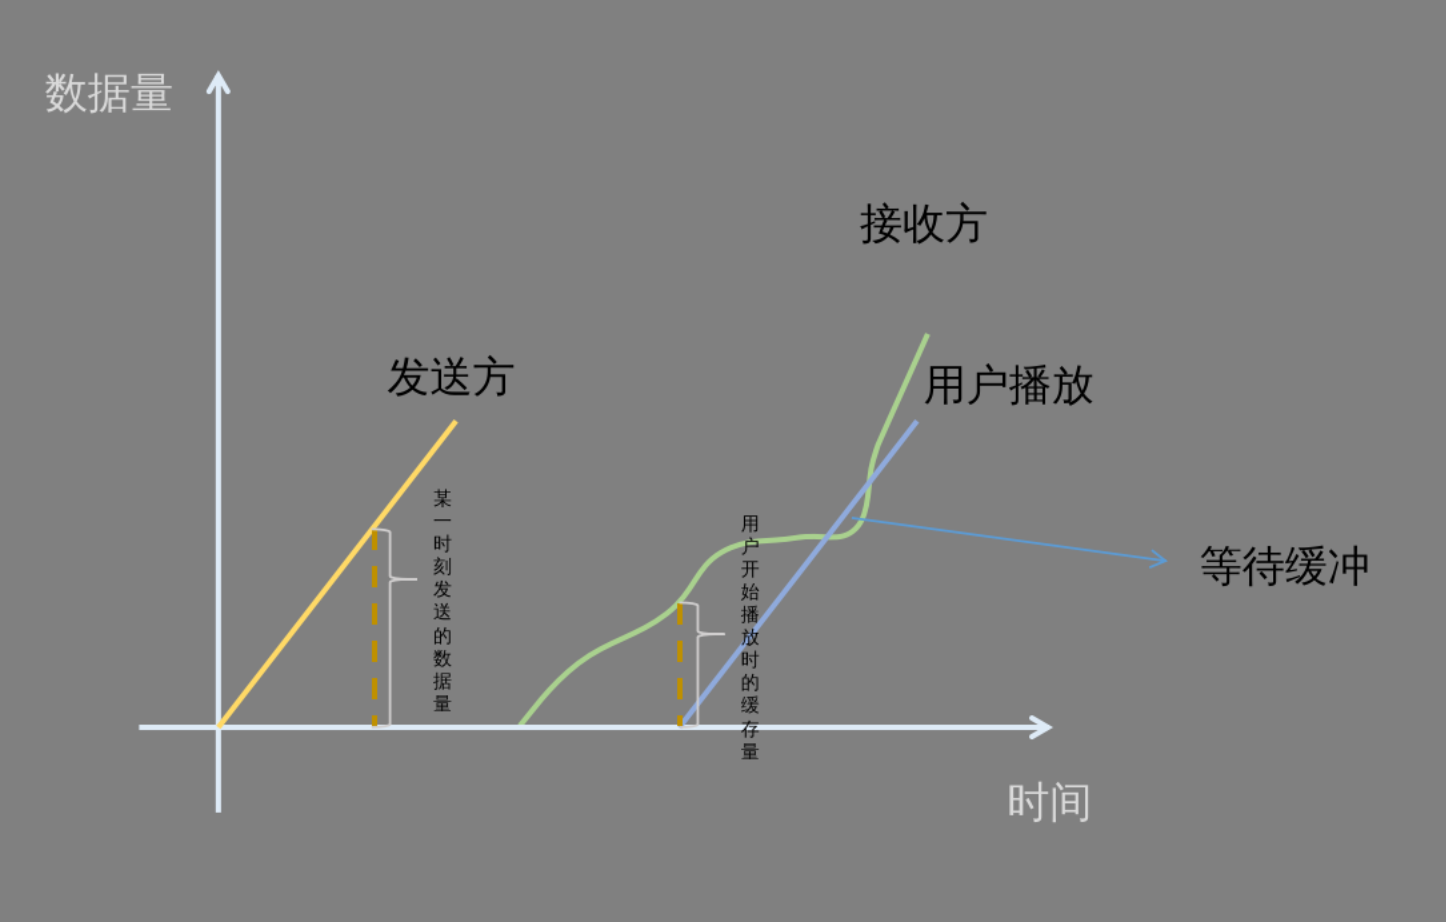 数据量
接收方
发送方
用户播放
某一时刻发送的数据量
用户开始播放时的缓存量
等待缓冲
时间